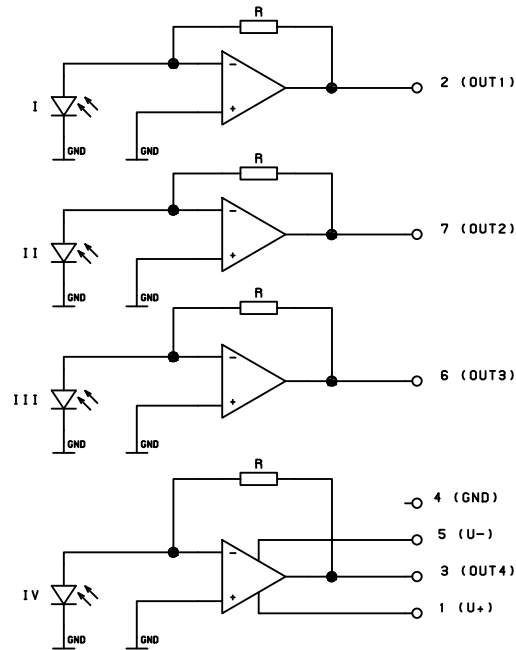 R
-
2 (OUT1)
I
+
GND
GND
R
-
7 (OUT2)
II
+
GND
GND
R
-
6 (OUT3)
III
+
GND
GND
R
4 (GND)
5 (U-)
-
3 (OUT4)
IV
+
1 (U+)
GND
GND